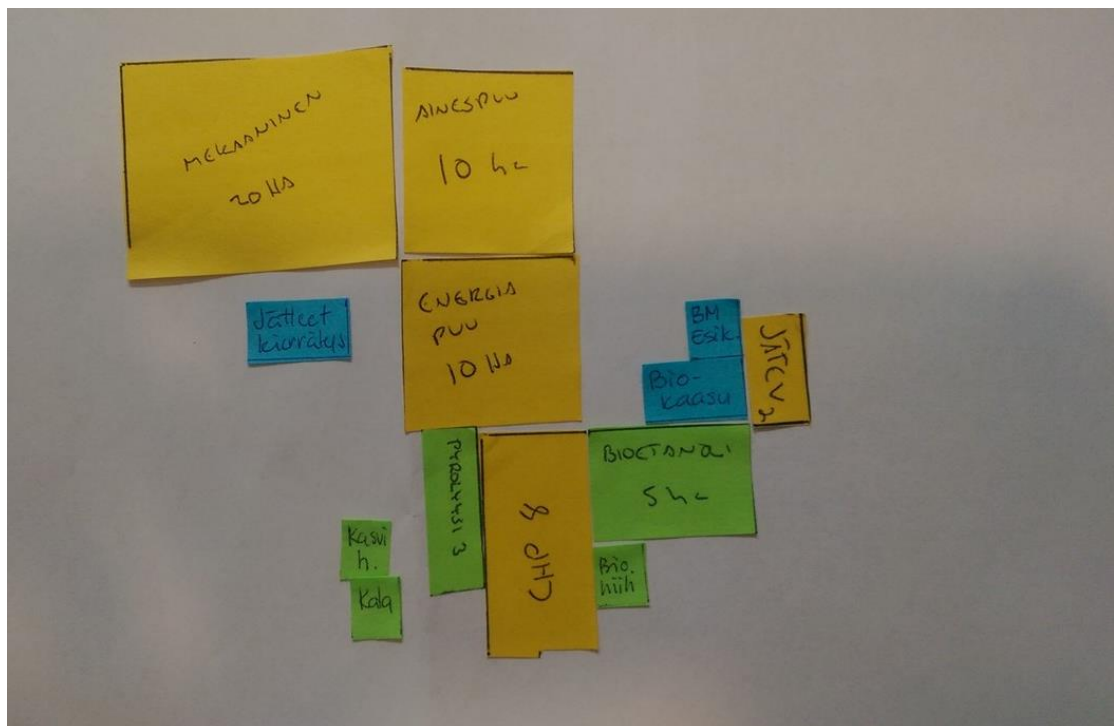 MEKAANINEN
20 HA
AINESPUU
10 ha
ENERGIA
PUU
10 HA
Jätteet
kierrätys
BM
Esik.
Bio-
kaasu
JÄTEV 2
PYROLYYSI 3
CHP 8
BIOETANOLI
5 ha
Kasvi
h.
Kala
Bio.
hiih